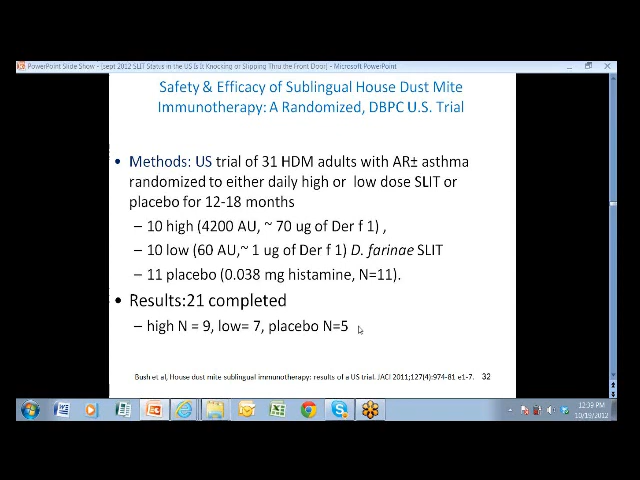 PowerPoint Slide Show - [sept 2012 SLIT Status in the US Is It Knocking or Slipping Thru the Front Door] - Microsoft PowerPoint
Safety & Efficacy of Sublingual House Dust Mite
Immunotherapy: A Randomized, DBPC U.S. Trial
• Methods: US trial of 31 HDM adults with AR± asthma
randomized to either daily high or low dose SLIT or
placebo for 12-18 months
– 10 high (4200 AU, ~ 70 ug of Der f 1) ,
– 10 low (60 AU,~ 1 ug of Der f 1) D. farinae SLIT
– 11 placebo (0.038 mg histamine, N=11).
• Results:21 completed
– high N = 9, low= 7, placebo N=5
Bush et al, House dust mite sublingual immunotherapy: results of a US trial. JACI 2011;127(4):974-81 e1-7. 32
12:39 PM
10/19/2012